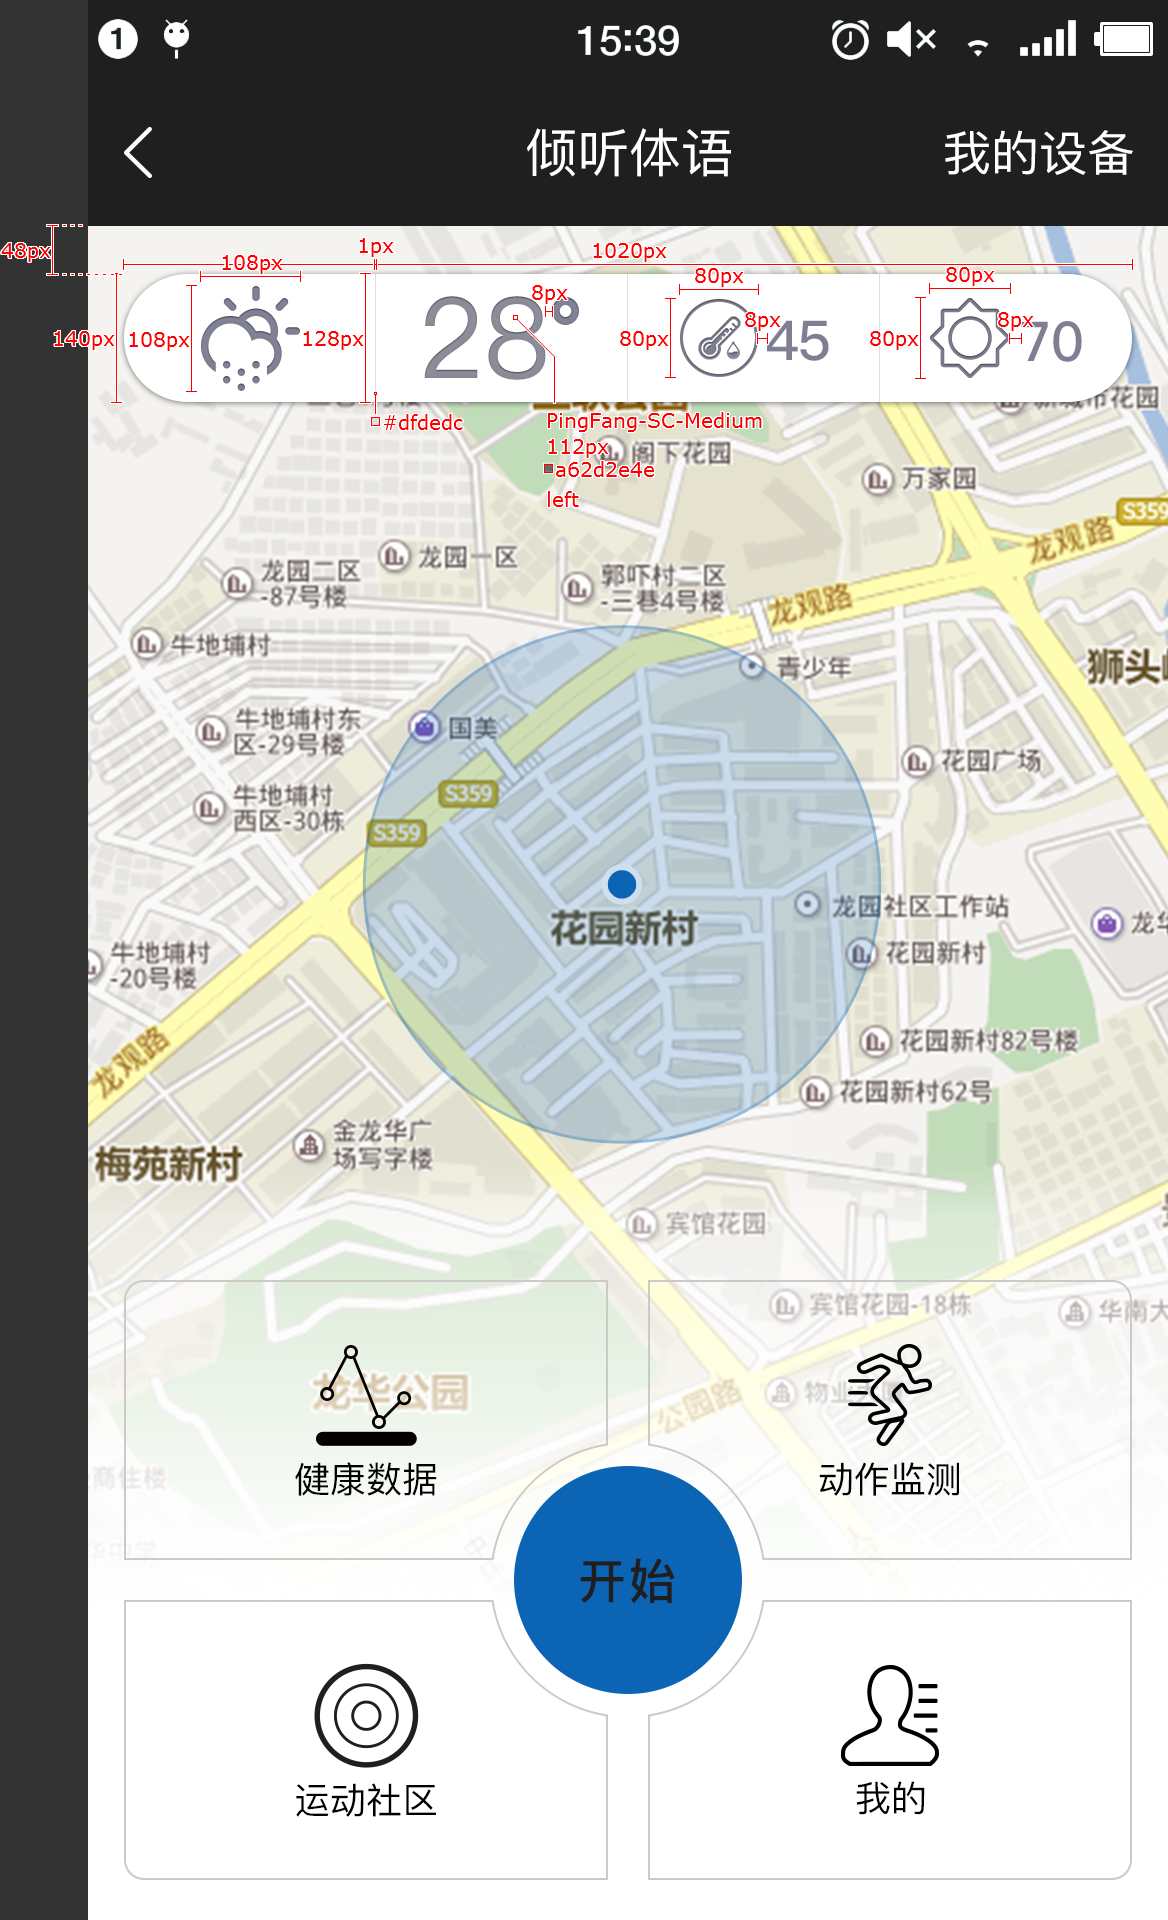 1
15:39
倾听体语
我的设备
48px
1px
1020px
108px
80px
80px
8px
8px
8px
140px
108px
128px
28°
80px
45
80px
70
#dfdedc
PingFang-SC-Medium
112px
a62d2e4e
left
阁下花园
万家园
S359
龙观路
龙园一区
龙园二区
-87号楼
郭吓村二区
-三巷4号楼
龙观路
牛地埔村
青少年
狮头
牛地埔村东
区-29号楼
国美
花园广场
S359
牛地埔村
西区-30栋
S359
花园新村
龙园社区工作站
龙华
牛地埔村
-20号楼
花园新村
花园新村82号楼
龙观路
花园新村62号
金龙华广
场写字楼
梅苑新村
宾馆花园
宾馆花园-18栋
华南大
龙华公园
公园路
物业
商住楼
健康数据
动作监测
华中学
开始
运动社区
我的